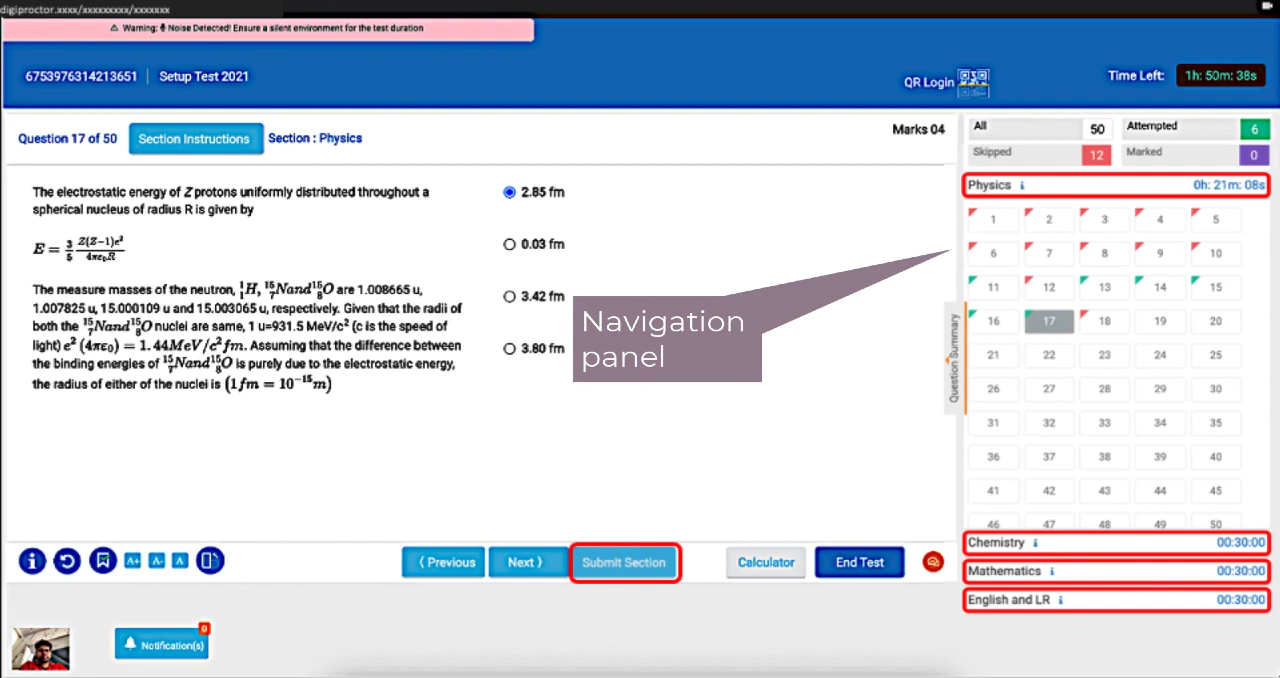 digiproctor.xxxx/xxxxxxxxx/xxxxxxx
⚠ Warning: Noise Detected! Ensure a silent environment for the test duration
6753976314213651 | Setup Test 2021
QR Login
Time Left: 1h: 50m: 38s
Question 17 of 50 Section Instructions Section : Physics
Marks 04
All 50 Attempted 6
Skipped 12 Marked 0
The electrostatic energy of Z protons uniformly distributed throughout a
spherical nucleus of radius R is given by
E = 3/5 Z(Z−1)e²/4πε₀R
The measure masses of the neutron, ¹₁H, ¹⁵₇Nand¹⁵₈O are 1.008665 u,
1.007825 u, 15.000109 u and 15.003065 u, respectively. Given that the radii of
both the ¹⁵₇Nand¹⁵₈O nuclei are same, 1 u=931.5 MeV/c² (c is the speed of
light) e² (4πε₀) = 1.44MeV/c² fm. Assuming that the difference between
the binding energies of ¹⁵₇Nand¹⁵₈O is purely due to the electrostatic energy,
the radius of either of the nuclei is (1fm = 10⁻¹⁵m)
2.85 fm
0.03 fm
3.42 fm
3.80 fm
Navigation
panel
Question Summary
Physics i 0h: 21m: 08s
1 2 3 4 5
6 7 8 9 10
11 12 13 14 15
16 17 18 19 20
21 22 23 24 25
26 27 28 29 30
31 32 33 34 35
36 37 38 39 40
41 42 43 44 45
46 47 48 49 50
Chemistry i 00:30:00
Mathematics i 00:30:00
English and LR i 00:30:00
i A+ A- A
⟨ Previous Next ⟩ Submit Section Calculator End Test
Notification(s) 0